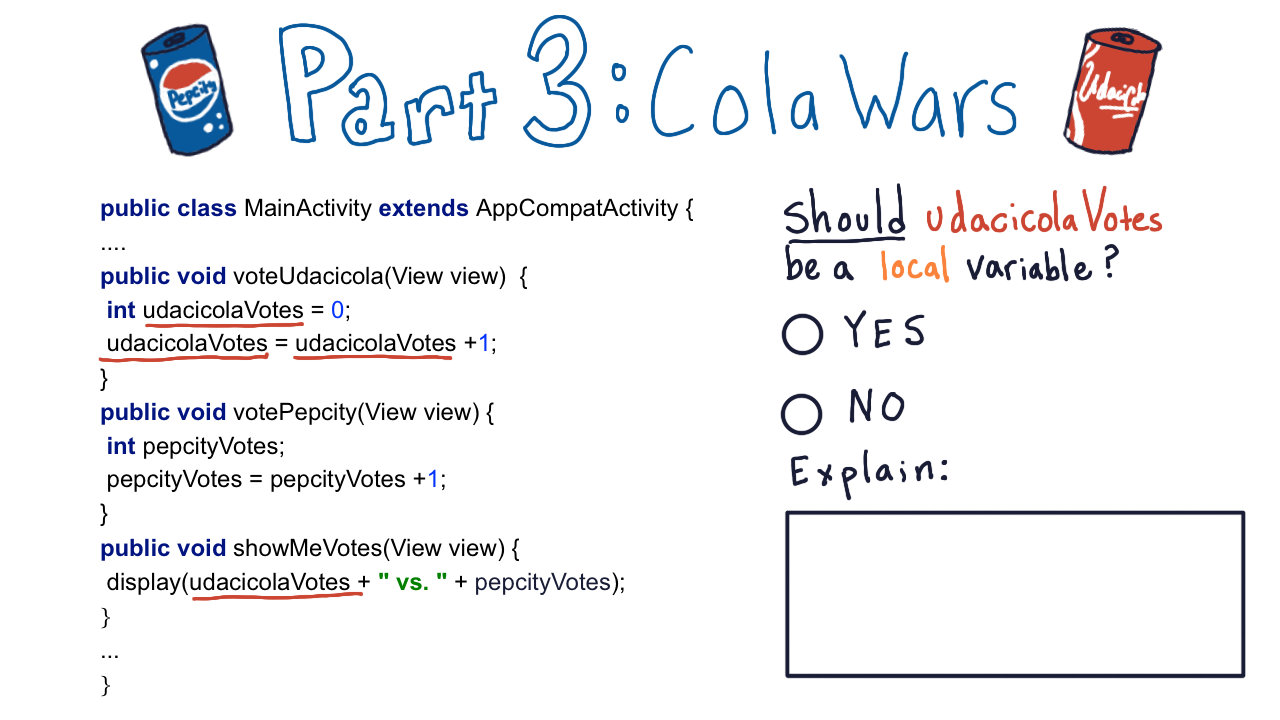 Pepcity
Part 3: Cola Wars
public class MainActivity extends AppCompatActivity {
....
public void voteUdacicola(View view)  {
int udacicolaVotes = 0;
udacicolaVotes = udacicolaVotes +1;
}
public void votePepcity(View view) {
int pepcityVotes;
pepcityVotes = pepcityVotes +1;
}
public void showMeVotes(View view) {
display(udacicolaVotes + " vs. " + pepcityVotes);
}
...
}
Should udacicolaVotes
be a local variable?
YES
NO
Explain: